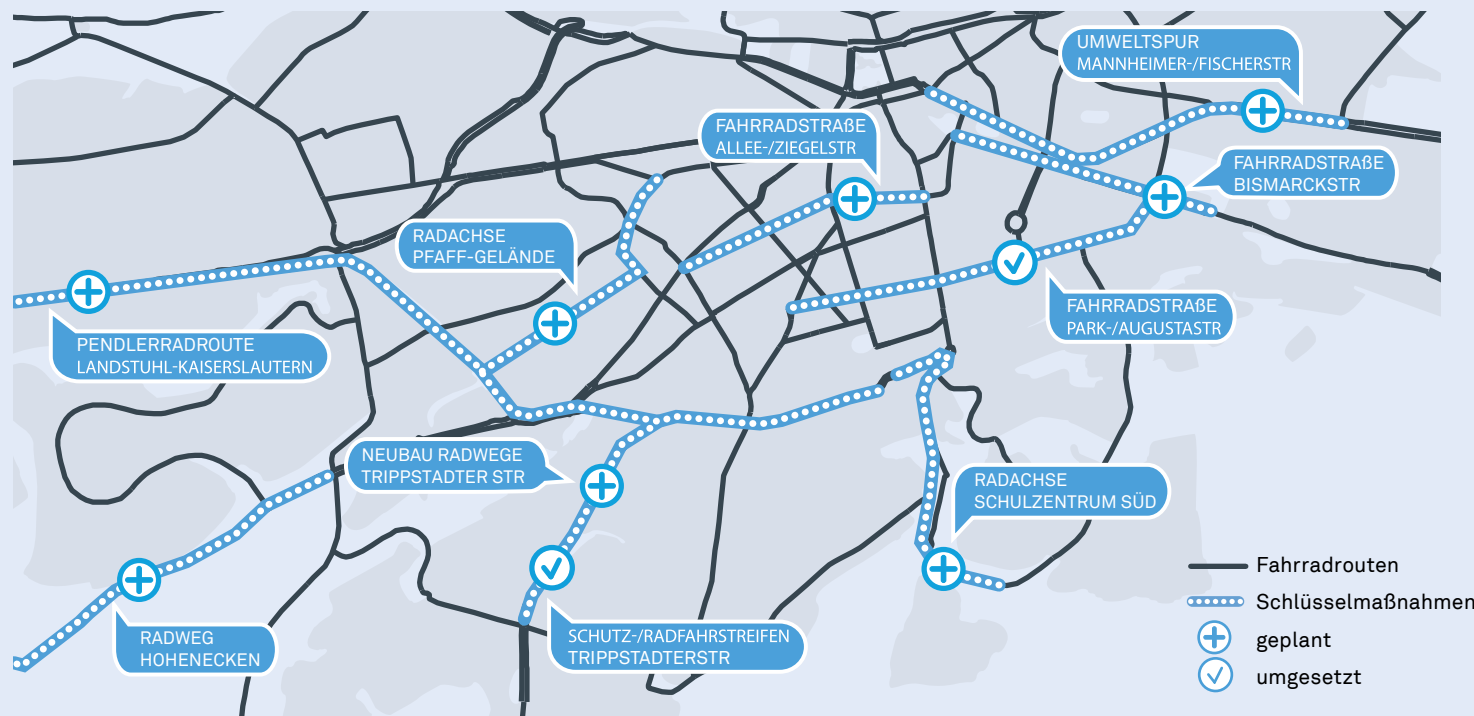 UMWELTSPUR
MANNHEIMER-/FISCHERSTR
FAHRRADSTRAßE
ALLEE-/ZIEGELSTR
FAHRRADSTRAßE
BISMARCKSTR
RADACHSE
PFAFF-GELÄNDE
FAHRRADSTRAßE
PARK-/AUGUSTASTR
PENDLERRADROUTE
LANDSTUHL-KAISERSLAUTERN
NEUBAU RADWEGE
TRIPPSTADTER STR
RADACHSE
SCHULZENTRUM SÜD
RADWEG
HOHENECKEN
SCHUTZ-/RADFAHRSTREIFEN
TRIPPSTADTERSTR
Fahrradrouten
Schlüsselmaßnahmen
geplant
umgesetzt